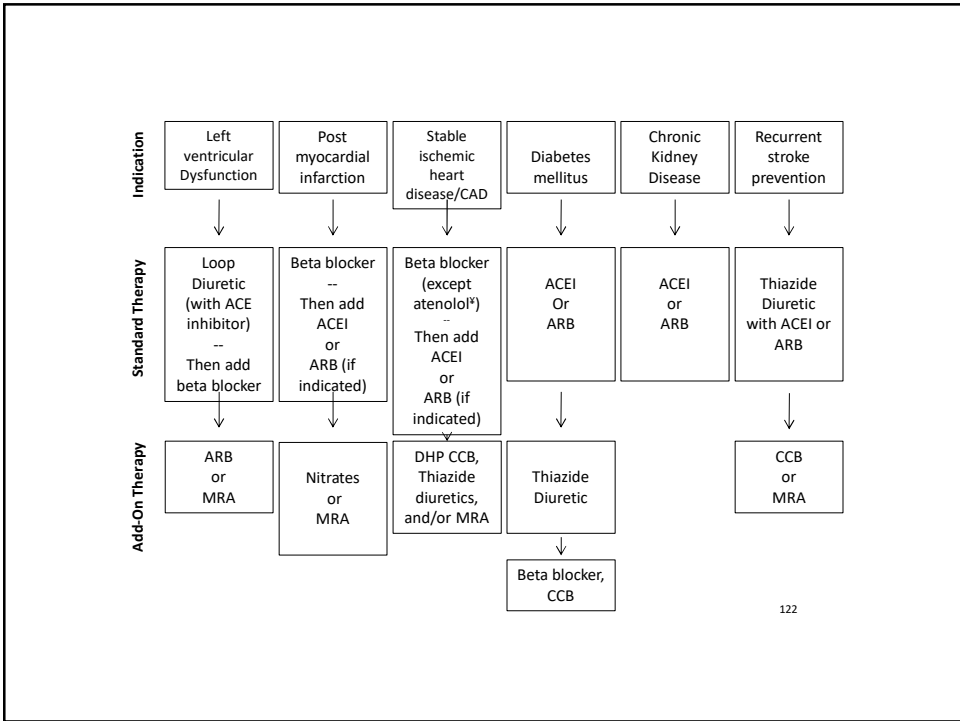 Indication
Left
ventricular
Dysfunction
Post
myocardial
infarction
Stable
ischemic
heart
disease/CAD
Diabetes
mellitus
Chronic
Kidney
Disease
Recurrent
stroke
prevention
Standard Therapy
Loop
Diuretic
(with ACE
inhibitor)
--
Then add
beta blocker
Beta blocker
--
Then add
ACEI
or
ARB (if
indicated)
Beta blocker
(except
atenolol¥)
--
Then add
ACEI
or
ARB (if
indicated)
ACEI
Or
ARB
ACEI
or
ARB
Thiazide
Diuretic
with ACEI or
ARB
Add-On Therapy
ARB
or
MRA
Nitrates
or
MRA
DHP CCB,
Thiazide
diuretics,
and/or MRA
Thiazide
Diuretic
CCB
or
MRA
Beta blocker,
CCB
122